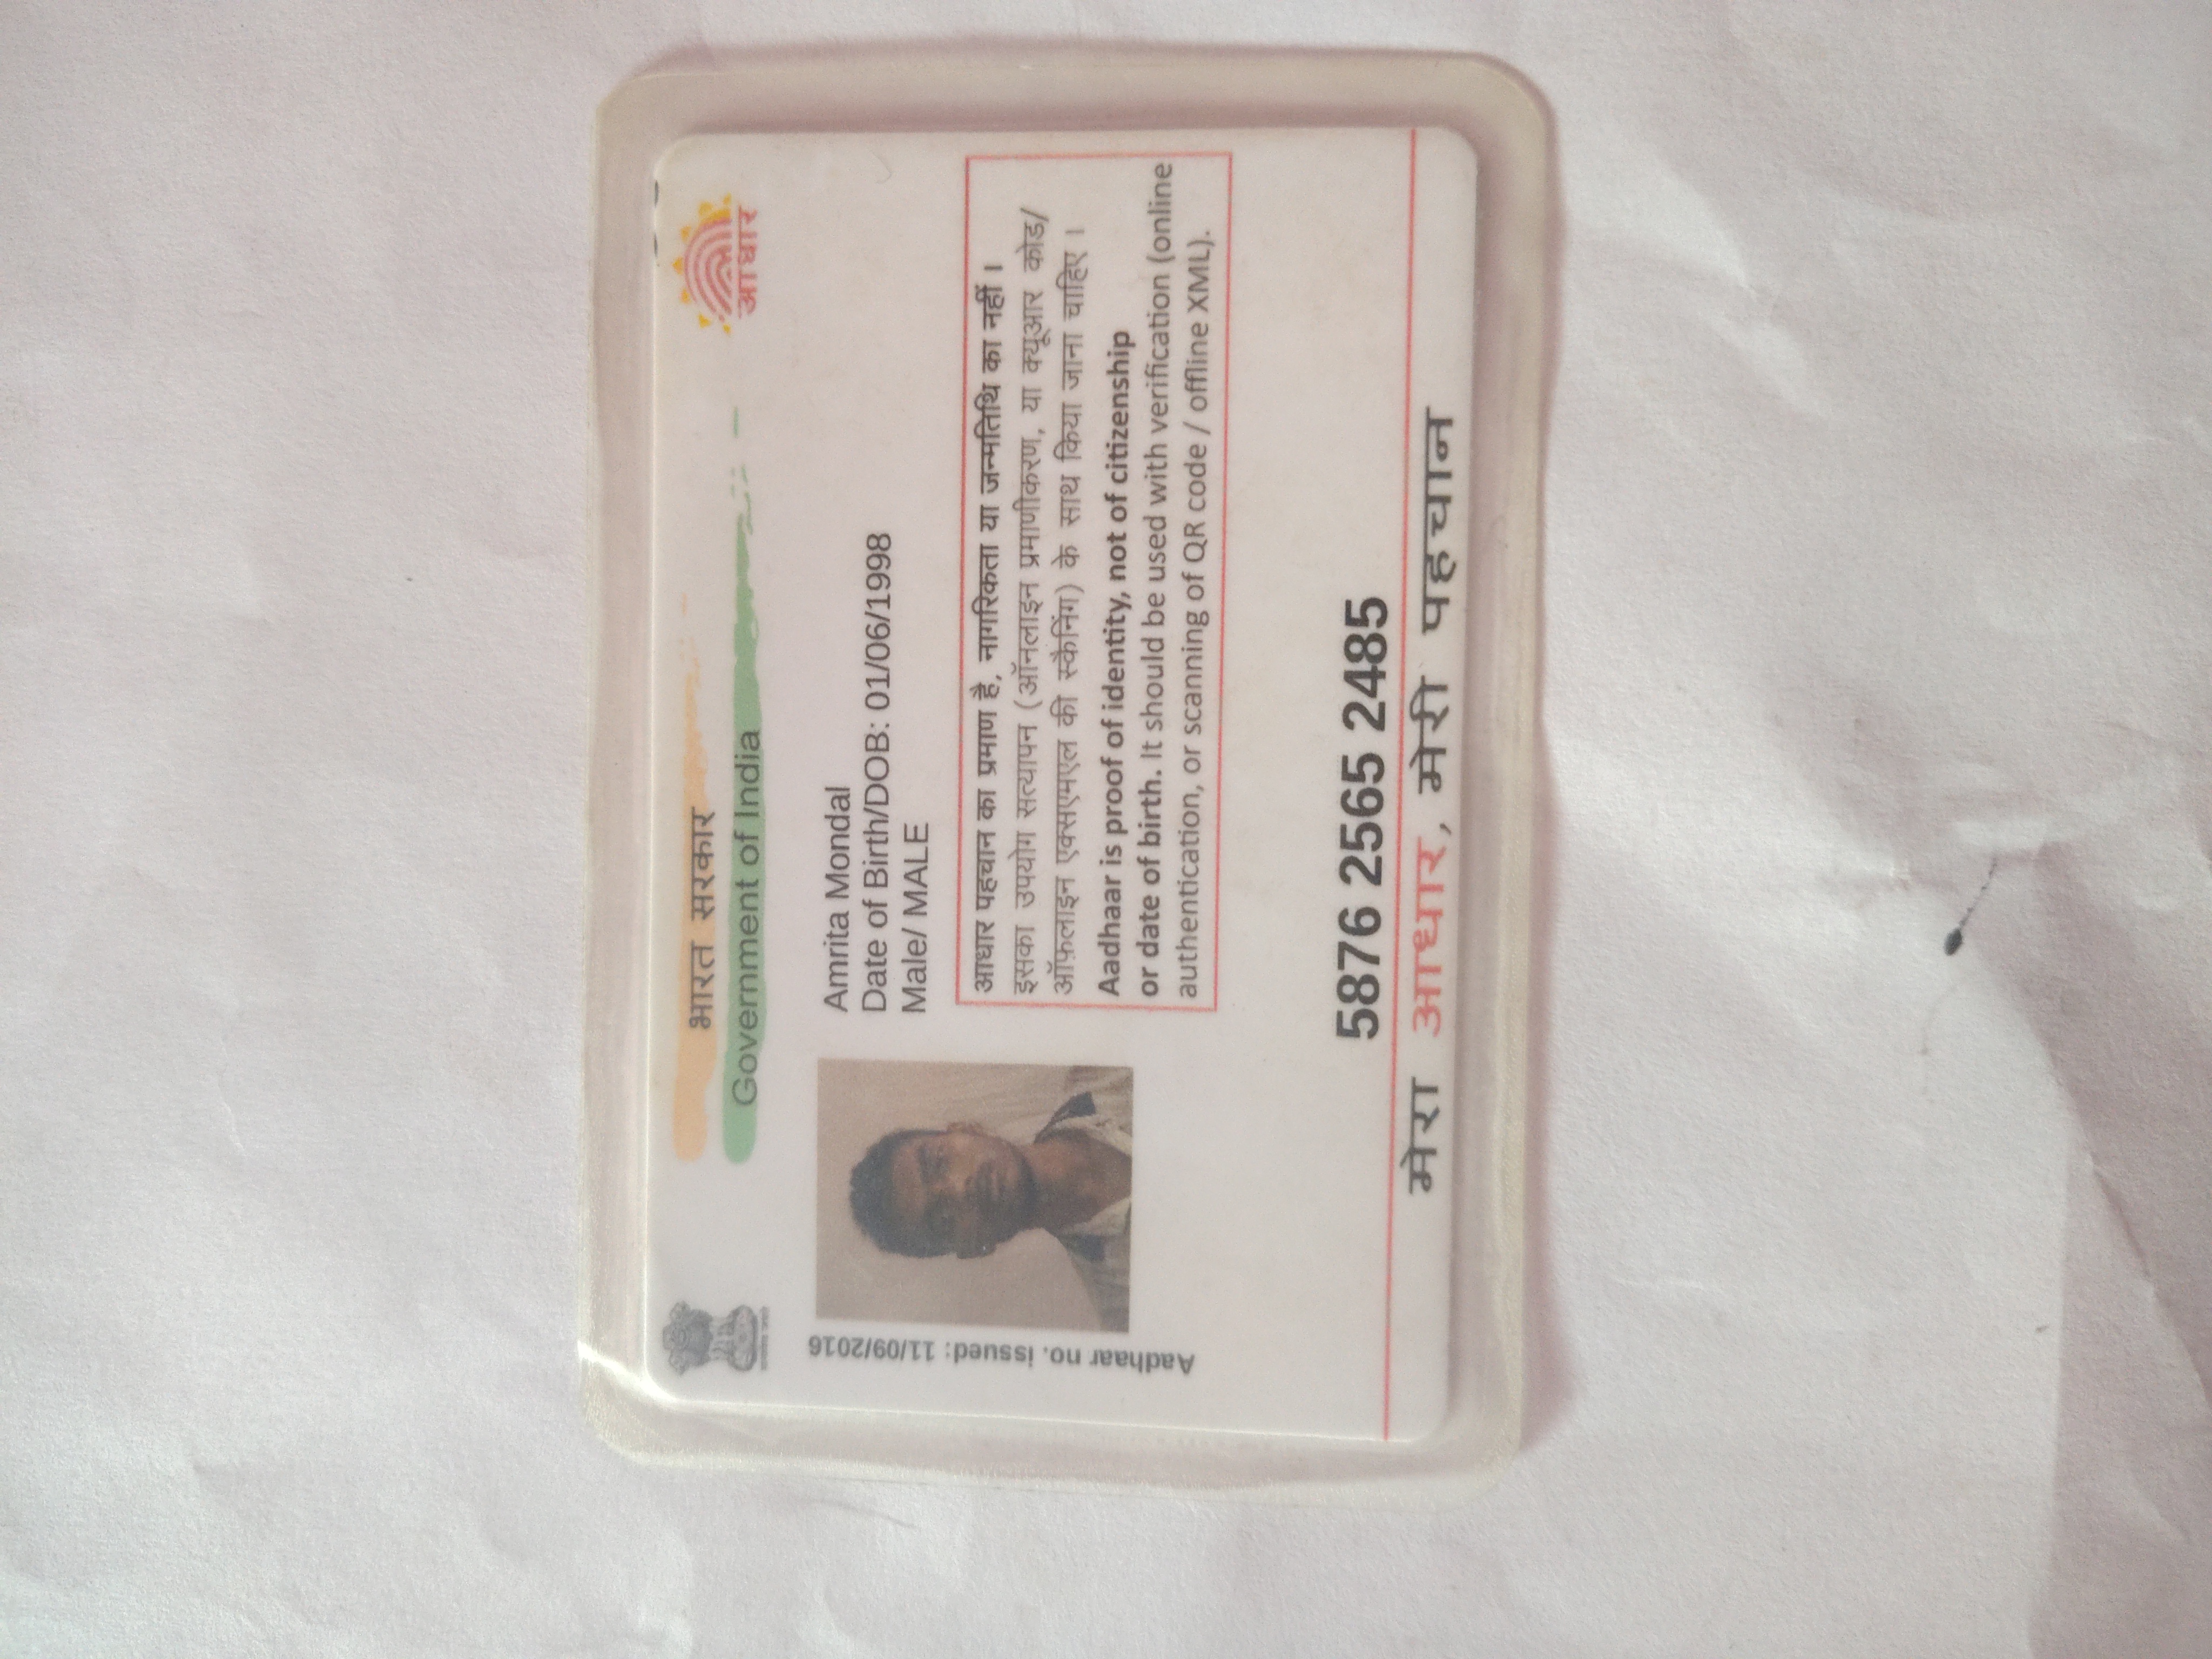 भारत सरकार
Government of India
आधार
Aadhaar no. issued: 11/09/2016
Amrita Mondal
Date of Birth/DOB: 01/06/1998
Male/ MALE
आधार पहचान का प्रमाण है, नागरिकता या जन्मतिथि का नहीं ।
इसका उपयोग सत्यापन (ऑनलाइन प्रमाणीकरण, या क्यूआर कोड/
ऑफ़लाइन एक्सएमएल की स्कैनिंग) के साथ किया जाना चाहिए ।
Aadhaar is proof of identity, not of citizenship
or date of birth. It should be used with verification (online
authentication, or scanning of QR code / offline XML).
5876 2565 2485
मेरा आधार, मेरी पहचान